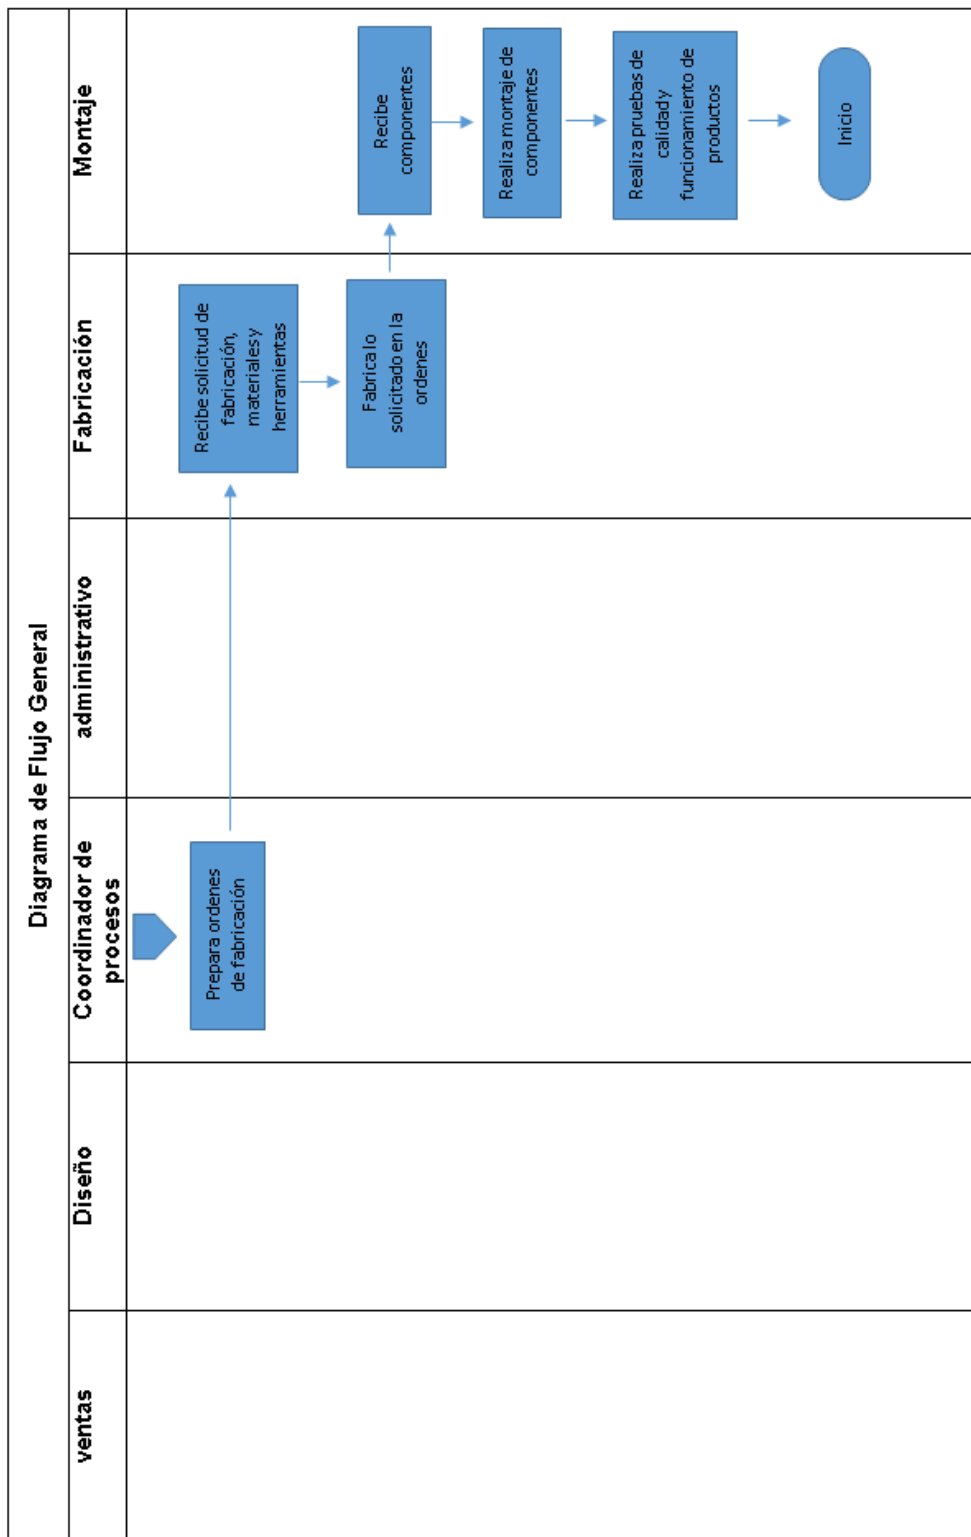 Diagrama de Flujo General
ventas
Diseño
Coordinador de
procesos
administrativo
Fabricación
Montaje
Prepara ordenes
de fabricación
Recibe solicitud de
fabricación,
materiales y
herramientas
Fabrica lo
solicitado en la
ordenes
Recibe
componentes
Realiza montaje de
componentes
Realiza pruebas de
calidad y
funcionamiento de
productos
Inicio